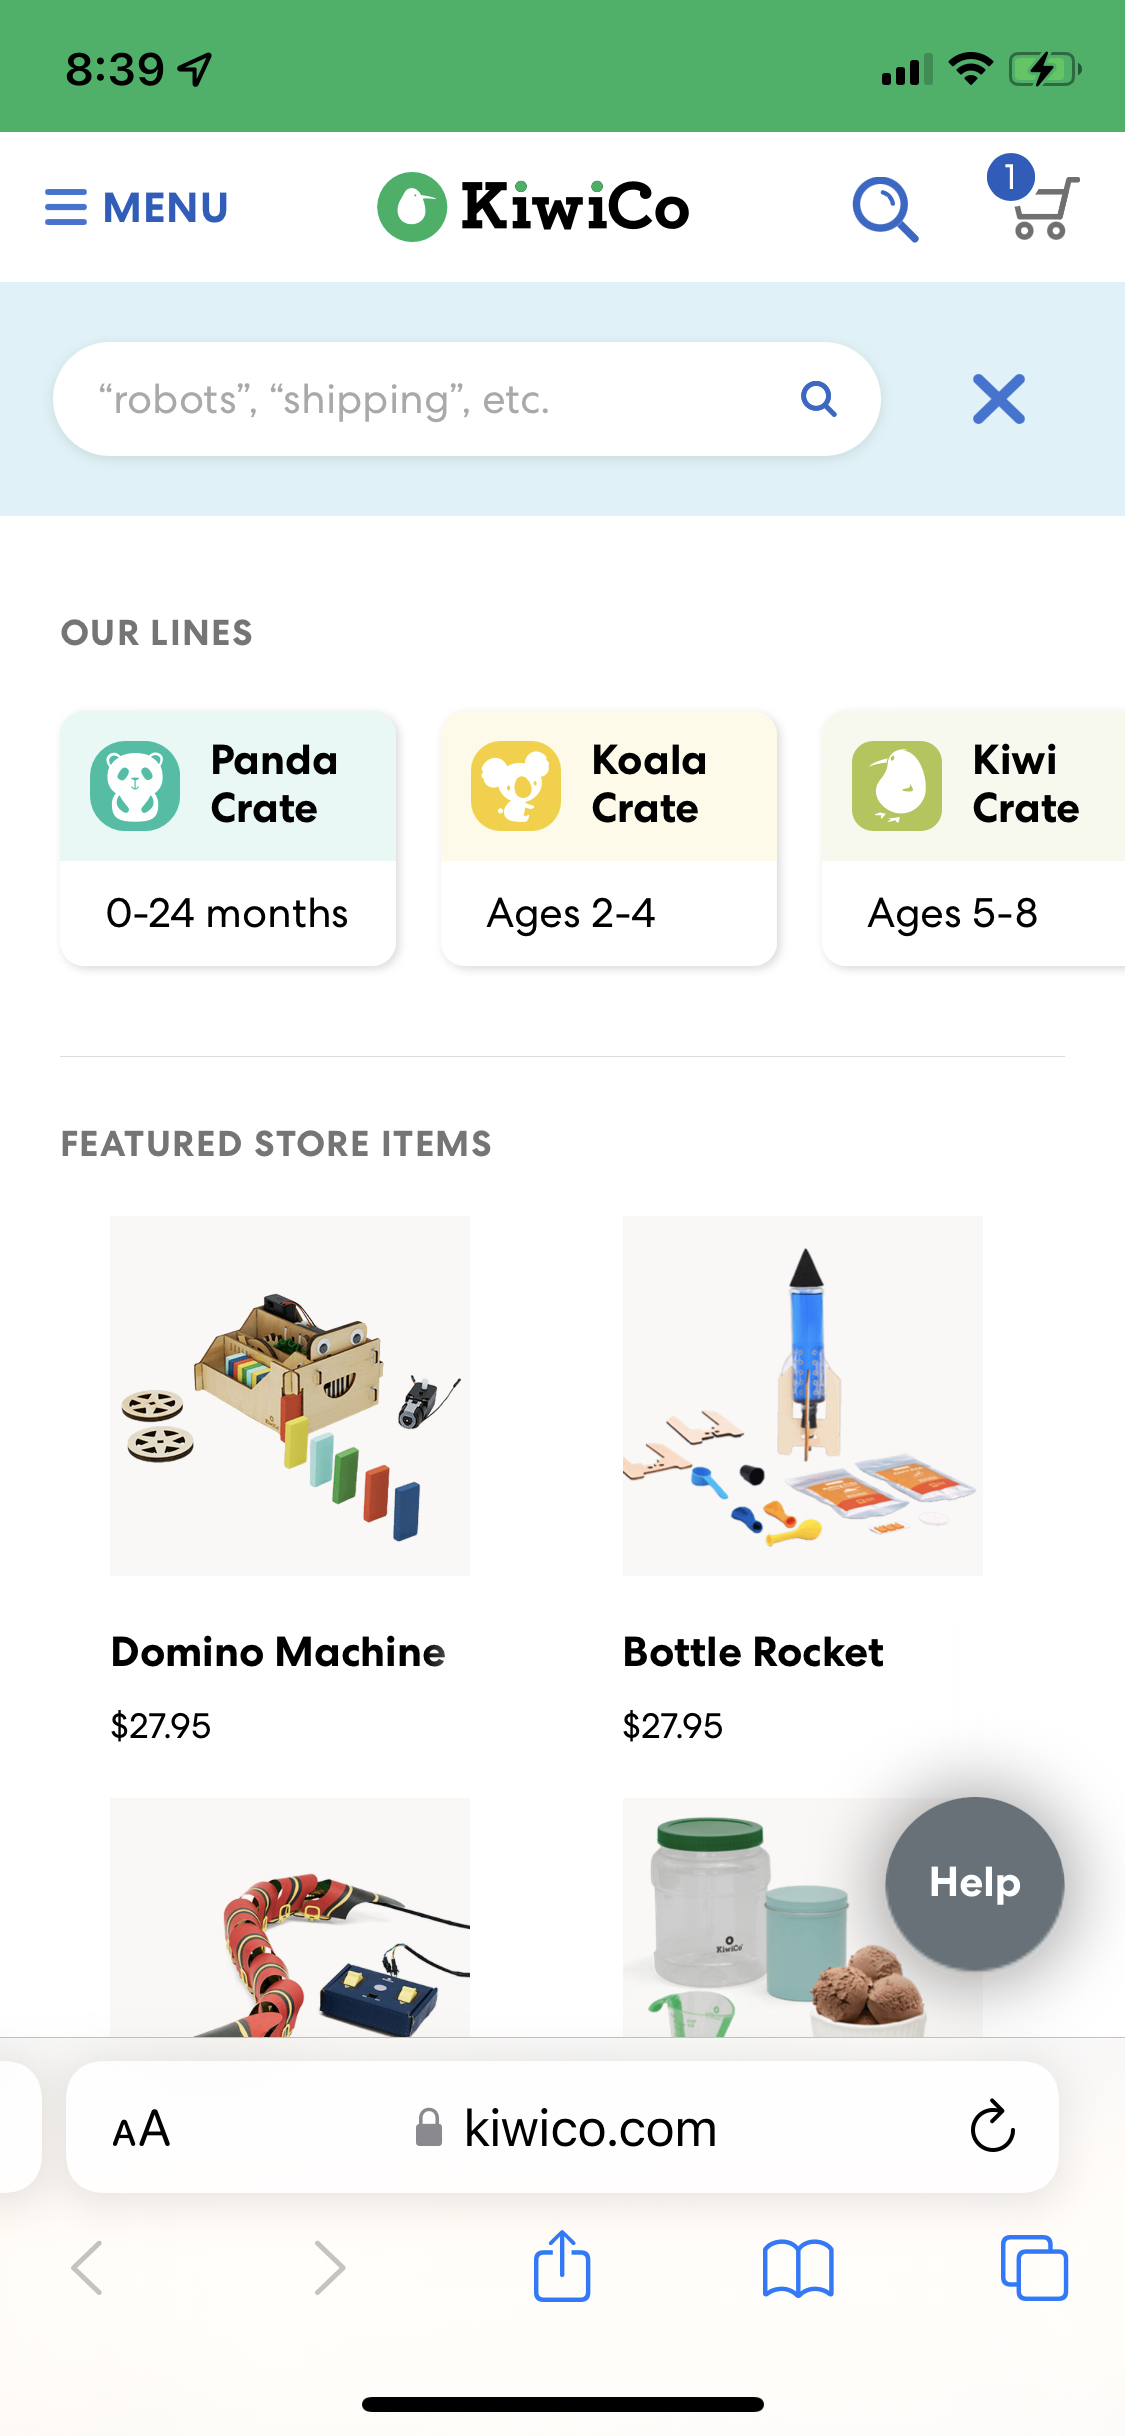 8:39
MENU
KiwiCo
1
“robots”, “shipping”, etc.
OUR LINES
Panda
Crate
0-24 months
Koala
Crate
Ages 2-4
Kiwi
Crate
Ages 5-8
FEATURED STORE ITEMS
Domino Machine
$27.95
Bottle Rocket
$27.95
KiwiCo
Help
AA
kiwico.com